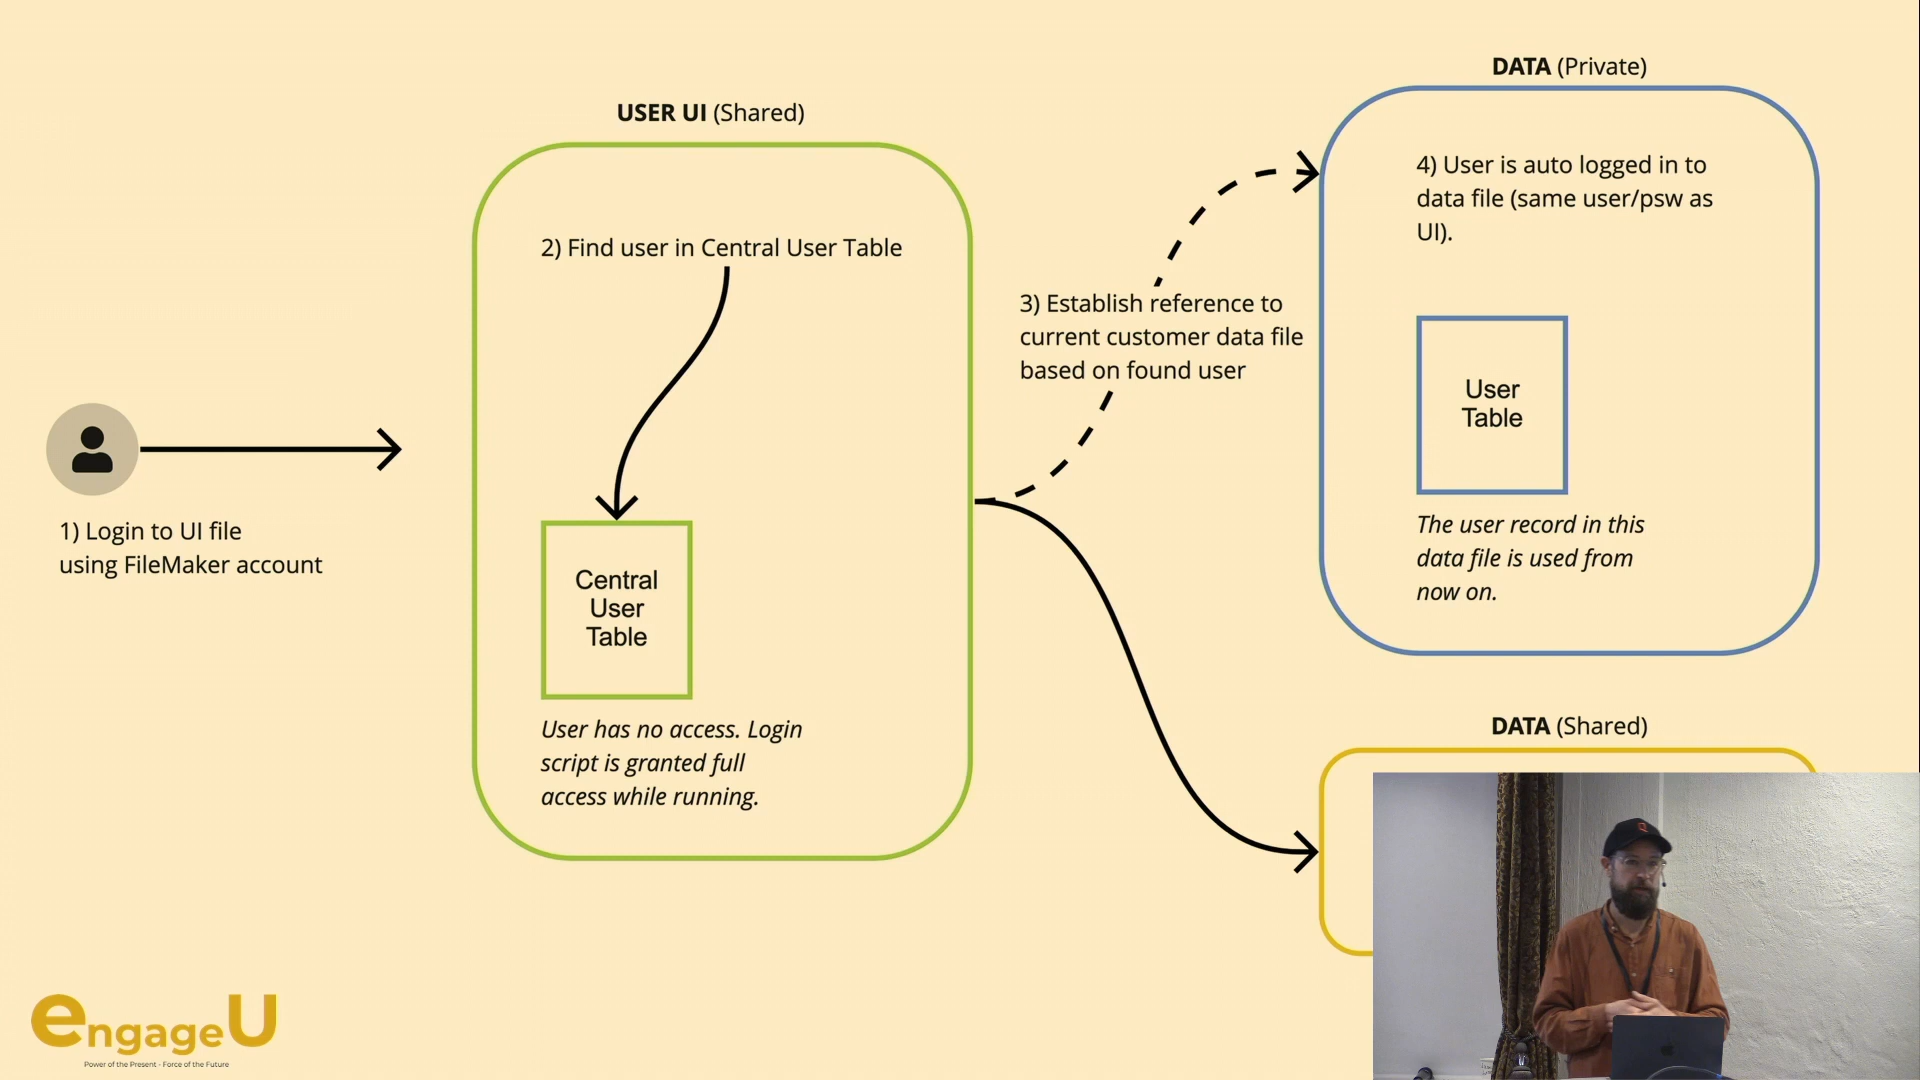 DATA (Private)
USER UI (Shared)
4) User is auto logged in to
data file (same user/psw as
UI).
2) Find user in Central User Table
3) Establish reference to
current customer data file
based on found user
User
Table
1) Login to UI file
using FileMaker account
The user record in this
data file is used from
now on.
Central
User
Table
User has no access. Login
script is granted full
access while running.
DATA (Shared)
engageU
Power of the Present - Force of the Future